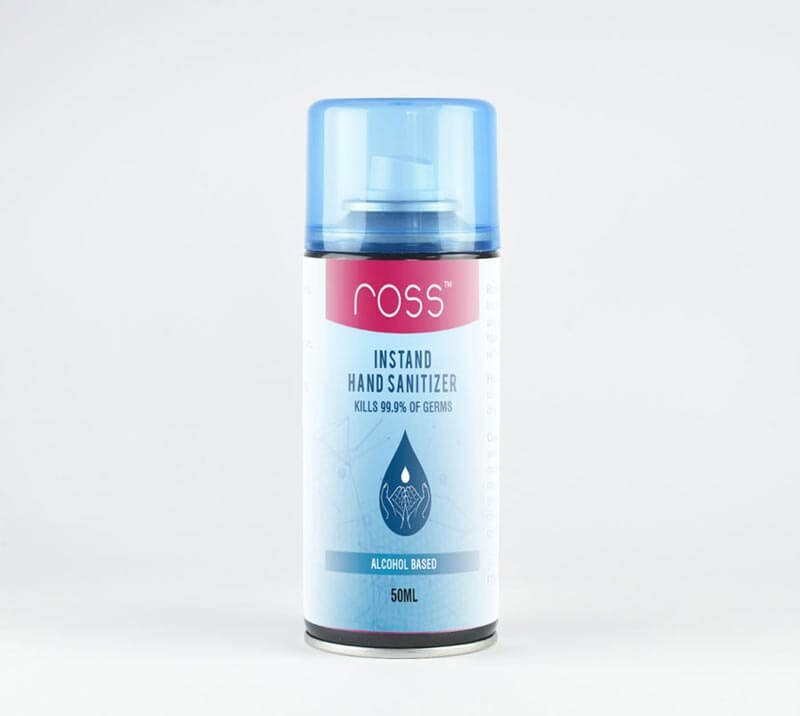 ross™
INSTAND
HAND SANITIZER
KILLS 99.9% OF GERMS
ALCOHOL BASED
50ML